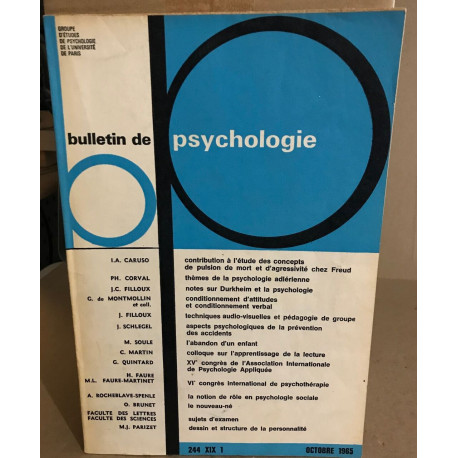 GROUPE
D'ÉTUDES
DE PSYCHOLOGIE
DE L'UNIVERSITÉ
DE PARIS
bulletin de psychologie
I.A. CARUSO contribution à l'étude des concepts
de pulsion de mort et d'agressivité chez Freud
PH. CORVAL thèmes de la psychologie adlérienne
J.C. FILLOUX notes sur Durkheim et la psychologie
G. de MONTMOLLIN conditionnement d'attitudes
et coll. et conditionnement verbal
J. FILLOUX techniques audio-visuelles et pédagogie de groupe
J. SCHLEGEL aspects psychologiques de la prévention
des accidents
M. SOULE l'abandon d'un enfant
C. MARTIN colloque sur l'apprentissage de la lecture
G. QUINTARD XVe congrès de l'Association Internationale
de Psychologie Appliquée
H. FAURE
M.L. FAURE-MARTINET VIe congrès international de psychothérapie
A. ROCHEBLAVE-SPENLE la notion de rôle en psychologie sociale
O. BRUNET le nouveau-né
FACULTE DES LETTRES
FACULTE DES SCIENCES sujets d'examen
M.J. PARIZET dessin et structure de la personnalité
244 XIX 1 OCTOBRE 1965